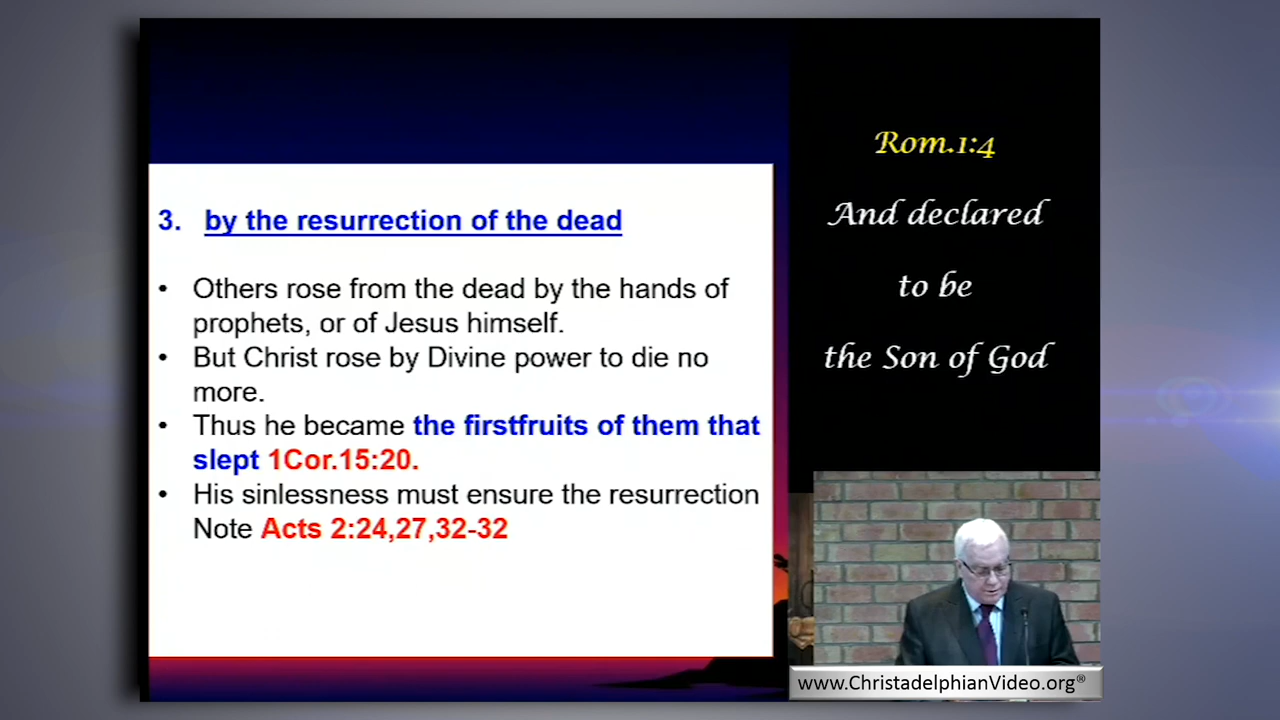 3. by the resurrection of the dead
• Others rose from the dead by the hands of
prophets, or of Jesus himself.
• But Christ rose by Divine power to die no
more.
• Thus he became the firstfruits of them that
slept 1Cor.15:20.
• His sinlessness must ensure the resurrection
Note Acts 2:24,27,32-32
Rom.1:4
And declared
to be
the Son of God
www.ChristadelphianVideo.org®